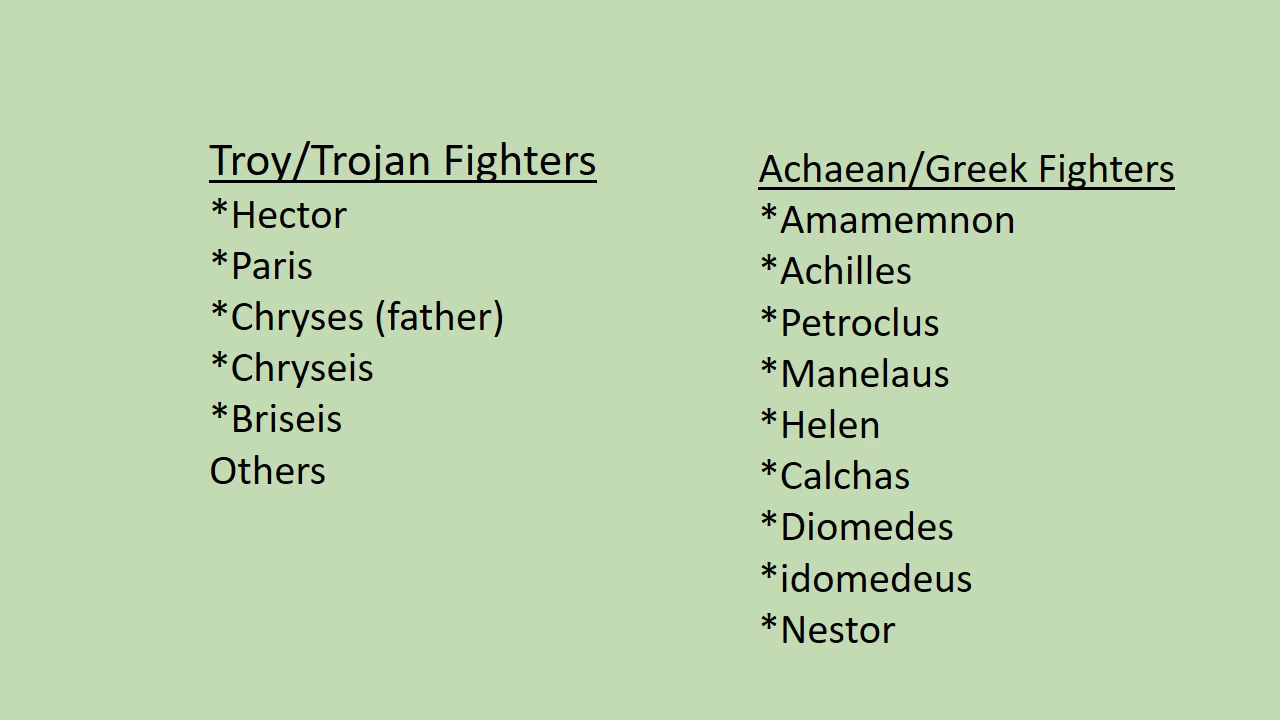 Troy/Trojan Fighters
*Hector
*Paris
*Chryses (father)
*Chryseis
*Briseis
Others
Achaean/Greek Fighters
*Amamemnon
*Achilles
*Petroclus
*Manelaus
*Helen
*Calchas
*Diomedes
*idomedeus
*Nestor